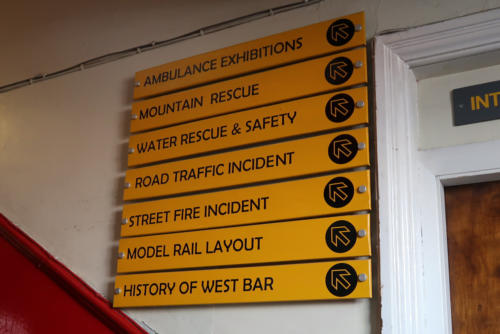 AMBULANCE EXHIBITIONS
MOUNTAIN RESCUE
WATER RESCUE & SAFETY
ROAD TRAFFIC INCIDENT
STREET FIRE INCIDENT
MODEL RAIL LAYOUT
HISTORY OF WEST BAR